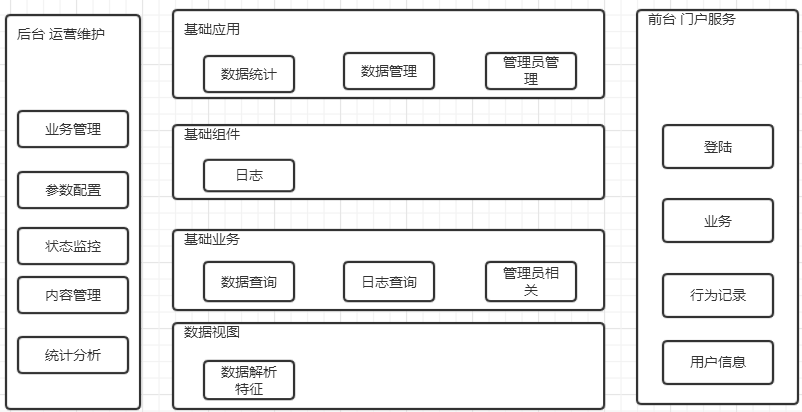 后台 运营维护
业务管理
参数配置
状态监控
内容管理
统计分析
基础应用
数据统计
数据管理
管理员管
理
基础组件
日志
基础业务
数据查询
日志查询
管理员相
关
数据视图
数据解析
特征
前台 门户服务
登陆
业务
行为记录
用户信息